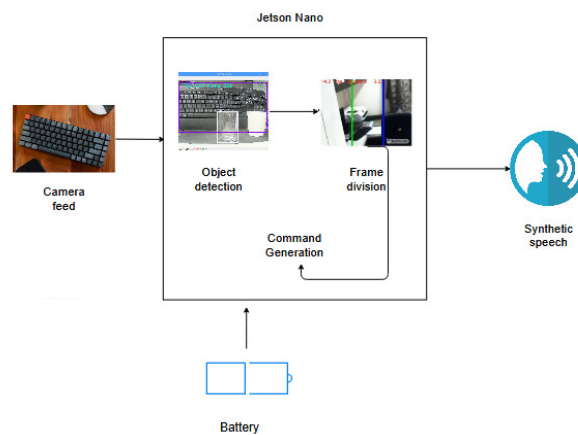 Jetson Nano
Camera
feed
Object
detection
Frame
division
Command
Generation
Synthetic
speech
Battery